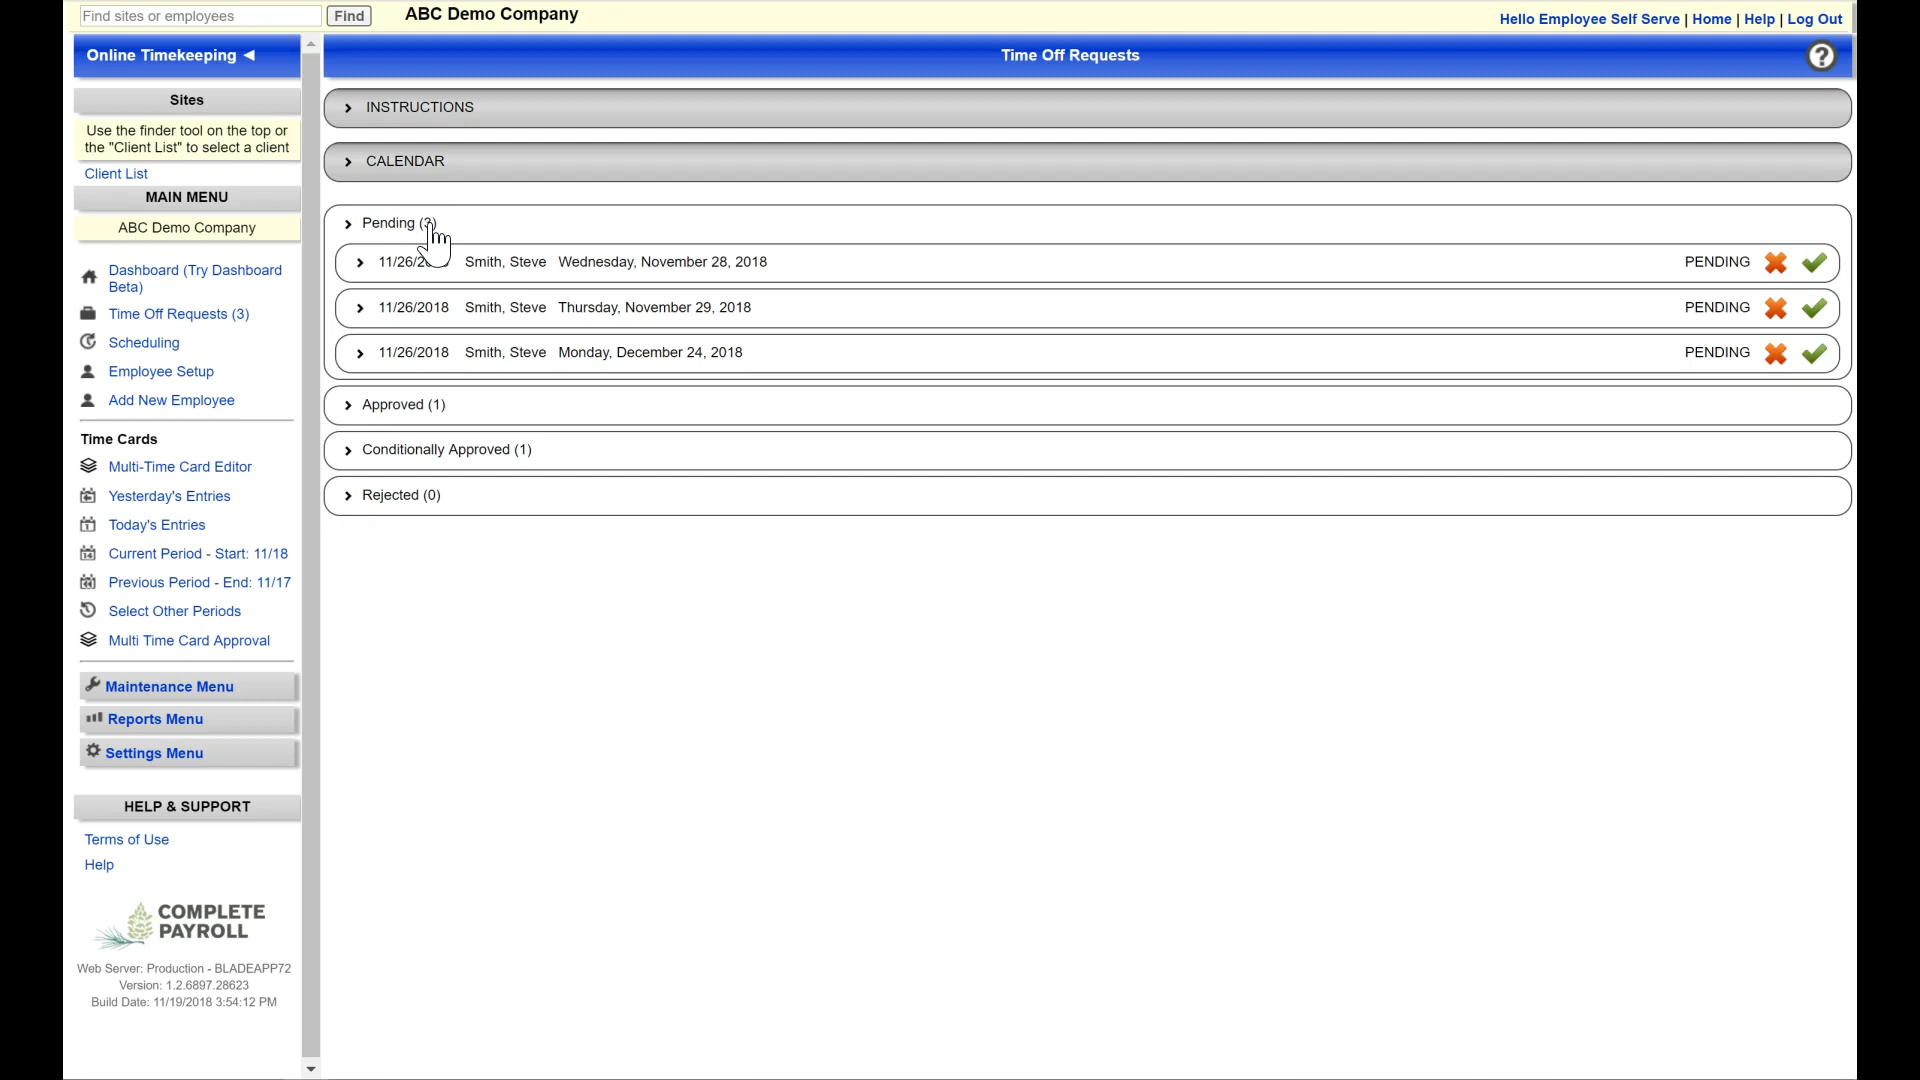 Find sites or employees
Find
ABC Demo Company
Hello Employee Self Serve | Home | Help | Log Out
Online Timekeeping ◄
Time Off Requests
?
Sites
Use the finder tool on the top or
the "Client List" to select a client
Client List
MAIN MENU
ABC Demo Company
Dashboard (Try Dashboard
Beta)
Time Off Requests (3)
Scheduling
Employee Setup
Add New Employee
Time Cards
Multi-Time Card Editor
Yesterday's Entries
Today's Entries
Current Period - Start: 11/18
Previous Period - End: 11/17
Select Other Periods
Multi Time Card Approval
Maintenance Menu
Reports Menu
Settings Menu
HELP & SUPPORT
Terms of Use
Help
COMPLETE
PAYROLL
Web Server: Production - BLADEAPP72
Version: 1.2.6897.28623
Build Date: 11/19/2018 3:54:12 PM
INSTRUCTIONS
CALENDAR
Pending (3)
Smith, Steve Wednesday, November 28, 2018 PENDING
11/26/2018 Smith, Steve Thursday, November 29, 2018 PENDING
11/26/2018 Smith, Steve Monday, December 24, 2018 PENDING
Approved (1)
Conditionally Approved (1)
Rejected (0)